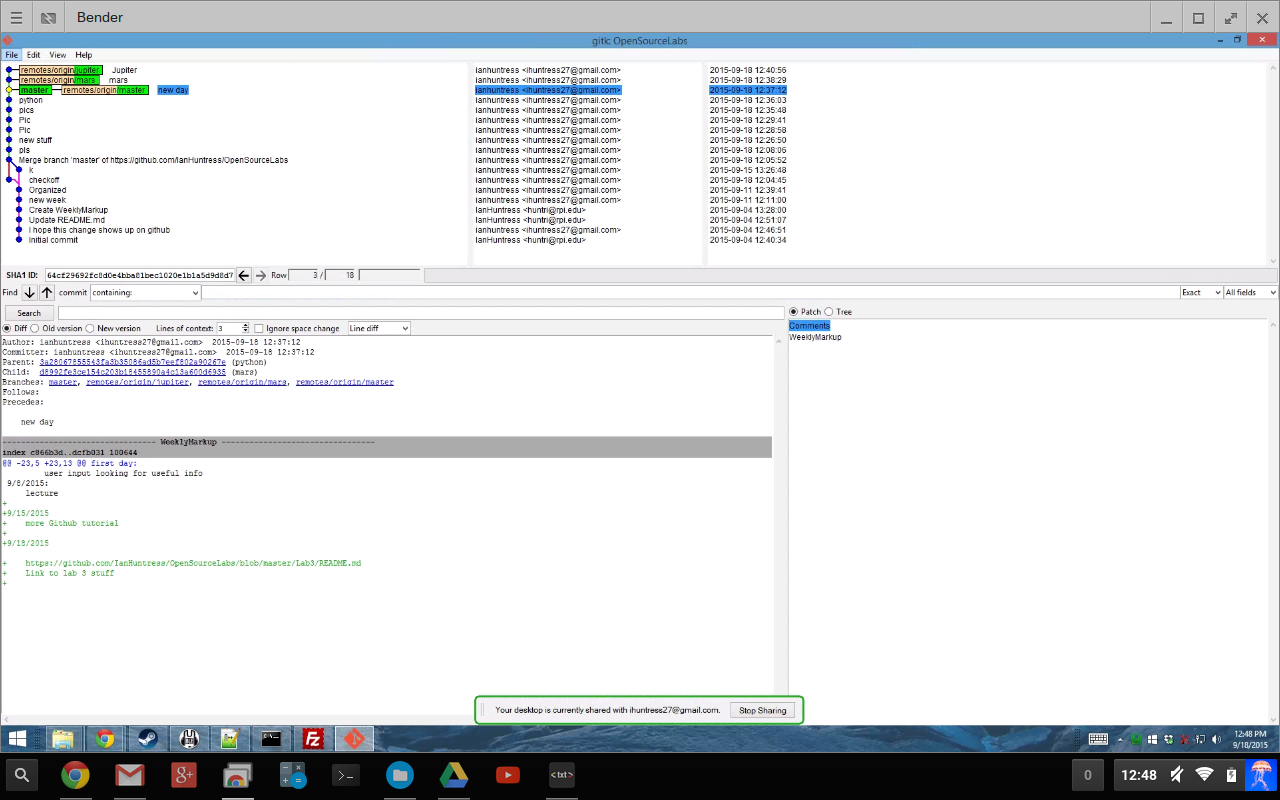 Bender
gitk: OpenSourceLabs
File Edit View Help
remotes/origin/jupiter Jupiter ianhuntress <ihuntress27@gmail.com> 2015-09-18 12:40:56
remotes/origin/mars mars ianhuntress <ihuntress27@gmail.com> 2015-09-18 12:38:29
master remotes/origin/master new day ianhuntress <ihuntress27@gmail.com> 2015-09-18 12:37:12
python ianhuntress <ihuntress27@gmail.com> 2015-09-18 12:36:03
pics ianhuntress <ihuntress27@gmail.com> 2015-09-18 12:35:48
Pic ianhuntress <ihuntress27@gmail.com> 2015-09-18 12:29:41
Pic ianhuntress <ihuntress27@gmail.com> 2015-09-18 12:28:58
new stuff ianhuntress <ihuntress27@gmail.com> 2015-09-18 12:26:50
pls ianhuntress <ihuntress27@gmail.com> 2015-09-18 12:08:06
Merge branch 'master' of https://github.com/IanHuntress/OpenSourceLabs ianhuntress <ihuntress27@gmail.com> 2015-09-18 12:05:52
k ianhuntress <ihuntress27@gmail.com> 2015-09-15 13:26:48
checkoff ianhuntress <ihuntress27@gmail.com> 2015-09-18 12:04:45
Organized ianhuntress <ihuntress27@gmail.com> 2015-09-11 12:39:41
new week ianhuntress <ihuntress27@gmail.com> 2015-09-11 12:11:00
Create WeeklyMarkup IanHuntress <huntri@rpi.edu> 2015-09-04 13:28:00
Update README.md IanHuntress <huntri@rpi.edu> 2015-09-04 12:51:07
I hope this change shows up on github ianhuntress <ihuntress27@gmail.com> 2015-09-04 12:46:51
Initial commit IanHuntress <huntri@rpi.edu> 2015-09-04 12:40:34
SHA1 ID: 64cf29692fc8d0e4bba81bec1020e1b1a5d9d8d7 Row 3 / 18
Find commit containing: Exact All fields
Search
Diff Old version New version Lines of context: 3 Ignore space change Line diff
Patch Tree
Comments
WeeklyMarkup
Author: ianhuntress <ihuntress27@gmail.com> 2015-09-18 12:37:12
Committer: ianhuntress <ihuntress27@gmail.com> 2015-09-18 12:37:12
Parent: 3a28067855543fa3b35086ad5b7eef802a90267e (python)
Child: d8992fe3ce154c203b18455890a4c13a600d6935 (mars)
Branches: master, remotes/origin/jupiter, remotes/origin/mars, remotes/origin/master
Follows:
Precedes:
new day
--------------------------------- WeeklyMarkup ---------------------------------
index c866b3d..dcfb031 100644
@@ -23,5 +23,13 @@ first day:
user input looking for useful info
9/8/2015:
lecture
+
+9/15/2015
+ more Github tutorial
+
+9/18/2015
+ https://github.com/IanHuntress/OpenSourceLabs/blob/master/Lab3/README.md
+ Link to lab 3 stuff
+
Your desktop is currently shared with ihuntress27@gmail.com. Stop Sharing
12:48 PM
9/18/2015
<txt>
0 12:48